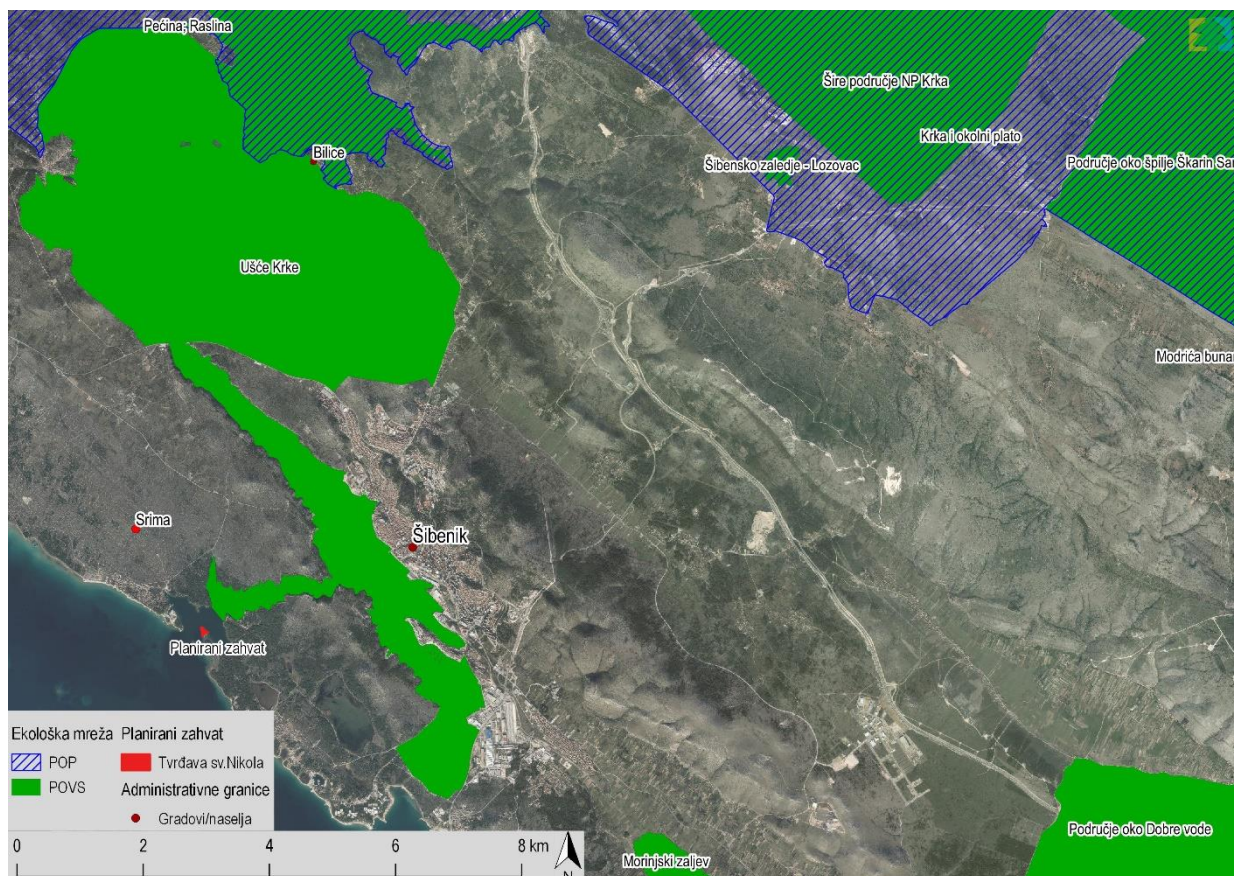 Pećina; Raslina
Šire područje NP Krka
Krka i okolni plato
Bilice
Šibensko zaledje - Lozovac
Područje oko špilje Škarin Sam
Ušće Krke
Modrića bunar
Srima
Šibenik
Planirani zahvat
Ekološka mreža
POP
POVS
Planirani zahvat
Tvrđava sv.Nikola
Administrativne granice
Gradovi/naselja
0 2 4 6 8 km
N
Područje oko Dobre vode
Morinjski zaljev